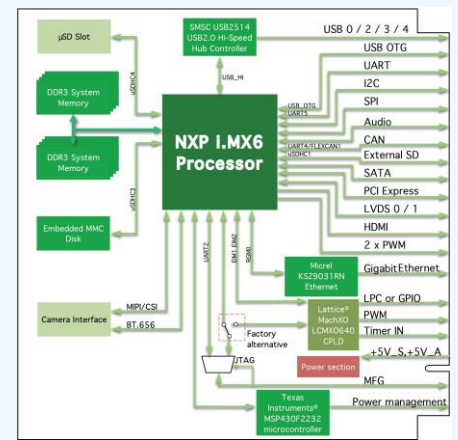 µSD Slot
SMSC USB2514
USB2.0 Hi-Speed
Hub Controller
USB 0 / 2 / 3 / 4
USB OTG
UART
I2C
SPI
Audio
CAN
External SD
SATA
PCI Express
LVDS 0 / 1
HDMI
2 x PWM
uSDHC4
USB_HI
DDR3 System
Memory
DDR3 System
Memory
NXP i.MX6
Processor
USB_OTG
UART5
UART4/FLEXCAN1
uSDHC1
uSDHC3
Embedded MMC
Disk
UART2
EIM1_EIM2
RGMII
Micrel
KSZ9031RN
Ethernet
Gigabit Ethernet
MIPI/CSI
Camera Interface
BT.656
Factory
alternative
Lattice®
MachXO
LCMXO640
CPLD
LPC or GPIO
PWM
Timer IN
+5V_S,+5V_A
Power section
JTAG
MFG
Texas
Instruments®
MSP430F2232
microcontroller
Power management